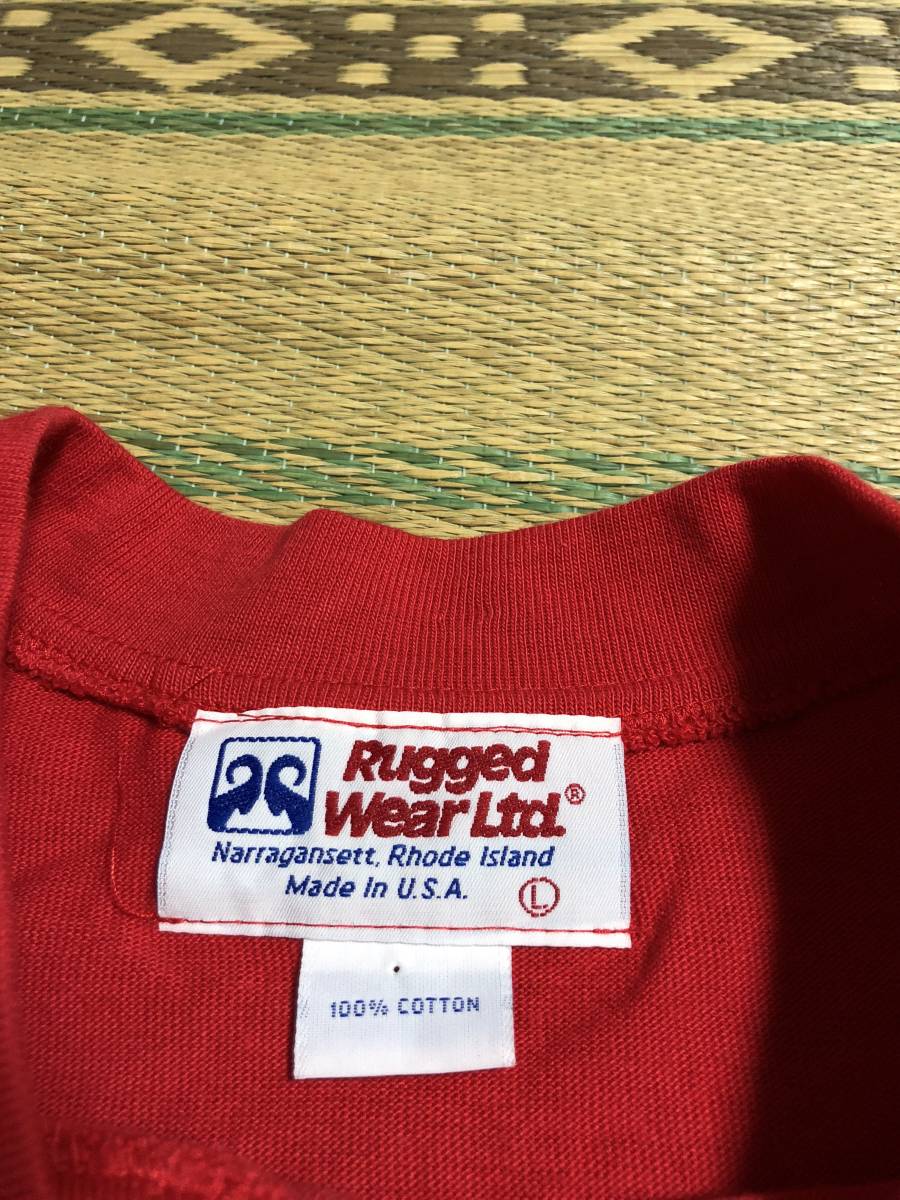 Rugged
Wear Ltd.®
Narragansett, Rhode Island
Made in U.S.A.
L
100% COTTON